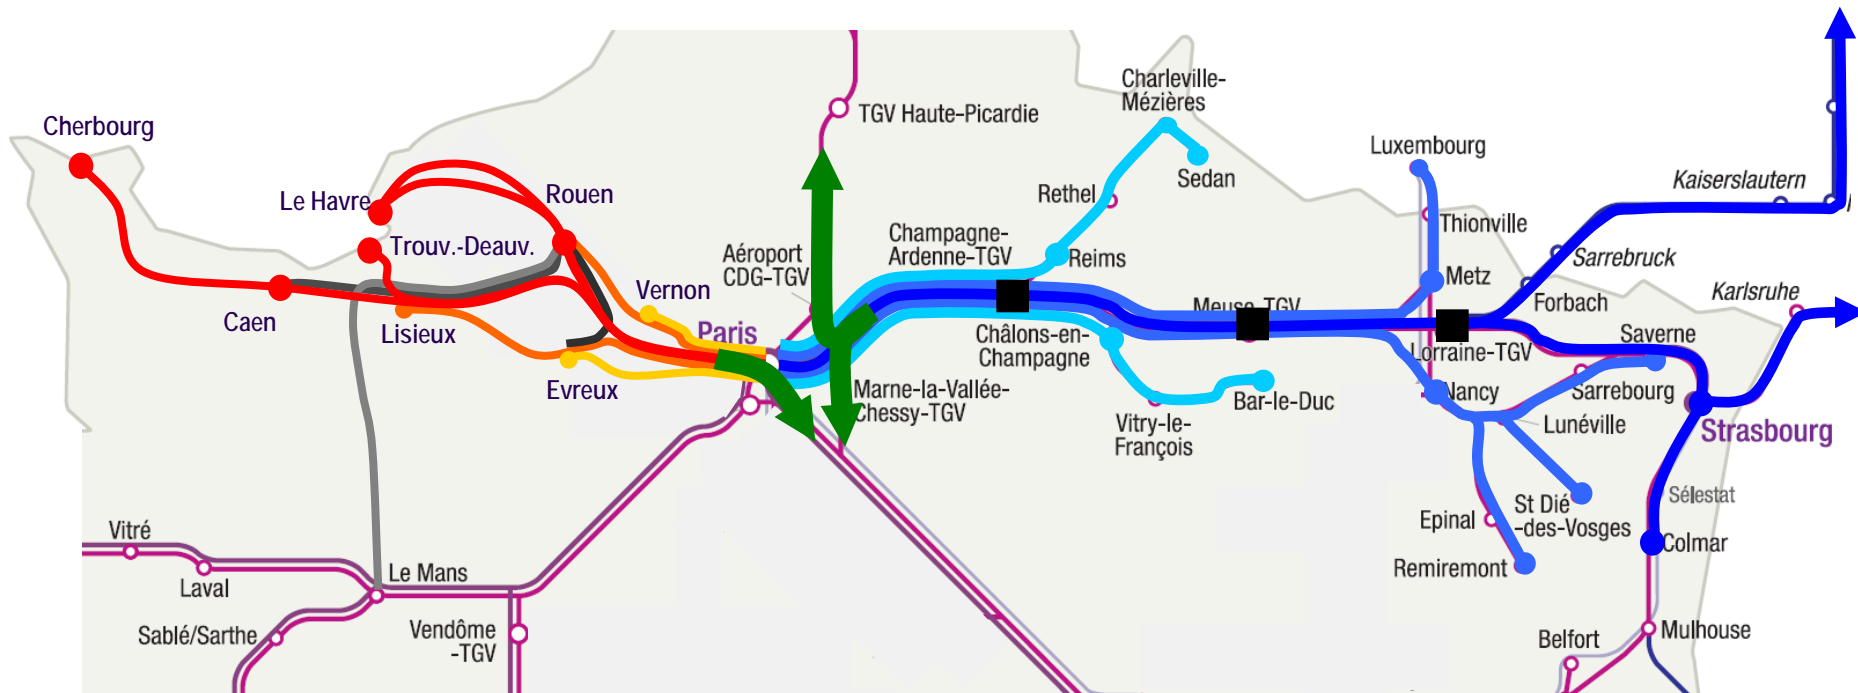 Cherbourg
Le Havre
Rouen
Trouv.-Deauv.
Caen
Lisieux
Vernon
Evreux
Paris
TGV Haute-Picardie
Aéroport
CDG-TGV
Marne-la-Vallée-
Chessy-TGV
Champagne-
Ardenne-TGV
Charleville-
Mézières
Sedan
Rethel
Reims
Châlons-en-
Champagne
Vitry-le-
François
Bar-le-Duc
Meuse-TGV
Luxembourg
Thionville
Metz
Lorraine-TGV
Nancy
Forbach
Sarrebruck
Kaiserslautern
Karlsruhe
Saverne
Sarrebourg
Lunéville
Strasbourg
St Dié
-des-Vosges
Epinal
Remiremont
Sélestat
Colmar
Mulhouse
Belfort
Vitré
Laval
Le Mans
Sablé/Sarthe
Vendôme
-TGV